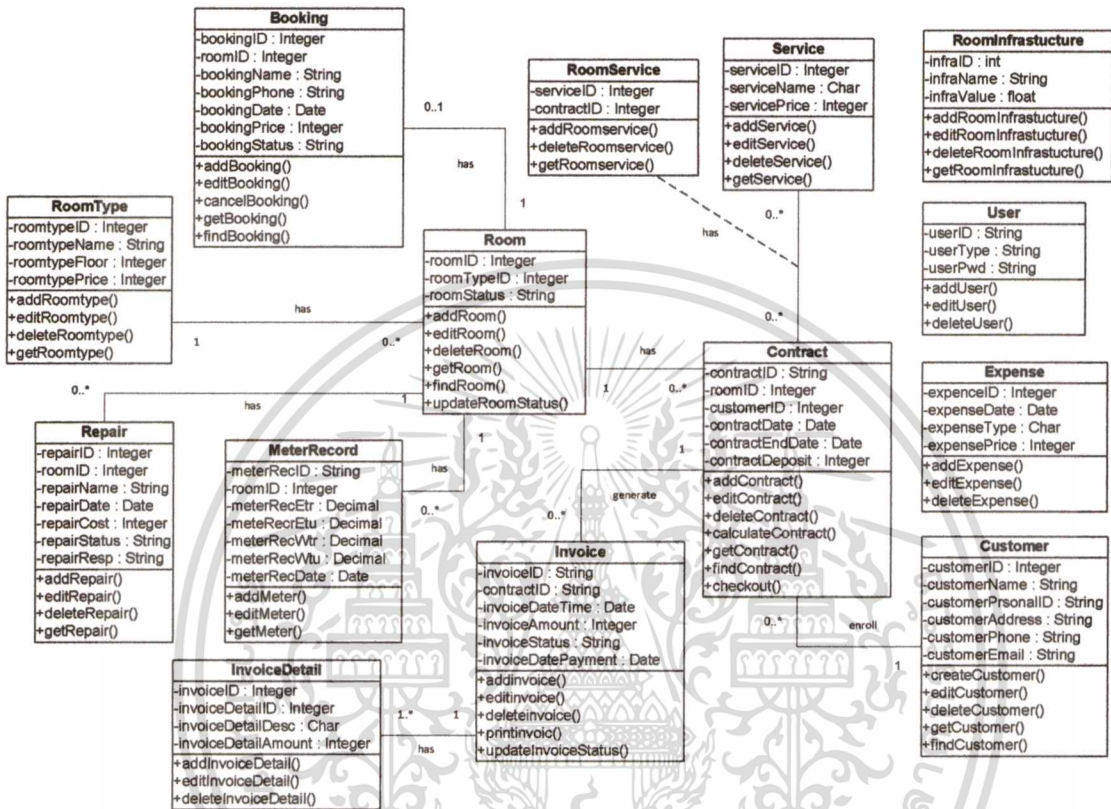 Booking
-bookingID : Integer
-roomID : Integer
-bookingName : String
-bookingPhone : String
-bookingDate : Date
-bookingPrice : Integer
-bookingStatus : String
+addBooking()
+editBooking()
+cancelBooking()
+getBooking()
+findBooking()
0..1
has
1
RoomService
-serviceID : Integer
-contractID : Integer
+addRoomservice()
+deleteRoomservice()
+getRoomservice()
has
Service
-serviceID : Integer
-serviceName : Char
-servicePrice : Integer
+addService()
+editService()
+deleteService()
+getService()
0..*
0..*
RoomInfrastucture
-infraID : int
-infraName : String
-infraValue : float
+addRoomInfrastucture()
+editRoomInfrastucture()
+deleteRoomInfrastucture()
+getRoomInfrastucture()
RoomType
-roomtypeID : Integer
-roomtypeName : String
-roomtypeFloor : Integer
-roomtypePrice : Integer
+addRoomtype()
+editRoomtype()
+deleteRoomtype()
+getRoomtype()
has
1
0..*
Room
-roomID : Integer
-roomTypeID : Integer
-roomStatus : String
+addRoom()
+editRoom()
+deleteRoom()
+getRoom()
+findRoom()
+updateRoomStatus()
User
-userID : String
-userType : String
-userPwd : String
+addUser()
+editUser()
+deleteUser()
has
1
0..*
Contract
-contractID : String
-roomID : Integer
-customerID : Integer
-contractDate : Date
-contractEndDate : Date
-contractDeposit : Integer
+addContract()
+editContract()
+deleteContract()
+calculateContract()
+getContract()
+findContract()
+checkout()
Expense
-expenceID : Integer
-expenseDate : Date
-expenseType : Char
-expensePrice : Integer
+addExpense()
+editExpense()
+deleteExpense()
0..*
has
1
Repair
-repairID : Integer
-roomID : Integer
-repairName : String
-repairDate : Date
-repairCost : Integer
-repairStatus : String
-repairResp : String
+addRepair()
+editRepair()
+deleteRepair()
+getRepair()
MeterRecord
-meterRecID : String
-roomID : Integer
-meterRecEtr : Decimal
-meteRecrEtu : Decimal
-meterRecWtr : Decimal
-meterRecWtu : Decimal
-meterRecDate : Date
+addMeter()
+editMeter()
+getMeter()
1
has
0..*
1
generate
0..*
Invoice
-invoiceID : String
-contractID : String
-invoiceDateTime : Date
-invoiceAmount : Integer
-invoiceStatus : String
-invoiceDatePayment : Date
+addinvoice()
+editinvoice()
+deleteinvoice()
+printinvoic()
+updateInvoiceStatus()
Customer
-customerID : Integer
-customerName : String
-customerPrsonalID : String
-customerAddress : String
-customerPhone : String
-customerEmail : String
+createCustomer()
+editCustomer()
+deleteCustomer()
+getCustomer()
+findCustomer()
0..*
enroll
1
InvoiceDetail
-invoiceID : Integer
-invoiceDetailID : Integer
-invoiceDetailDesc : Char
-invoiceDetailAmount : Integer
+addInvoiceDetail()
+editInvoiceDetail()
+deleteInvoiceDetail()
1..*
1
has